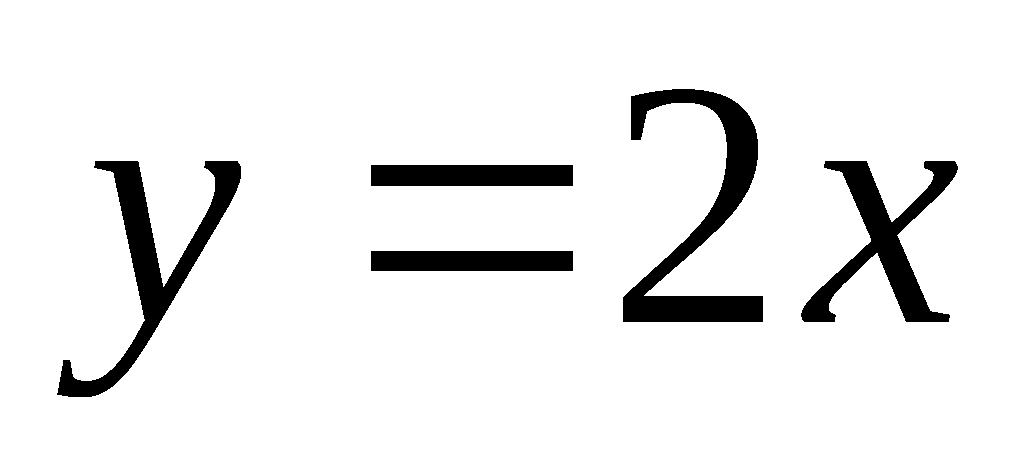 y = 2x